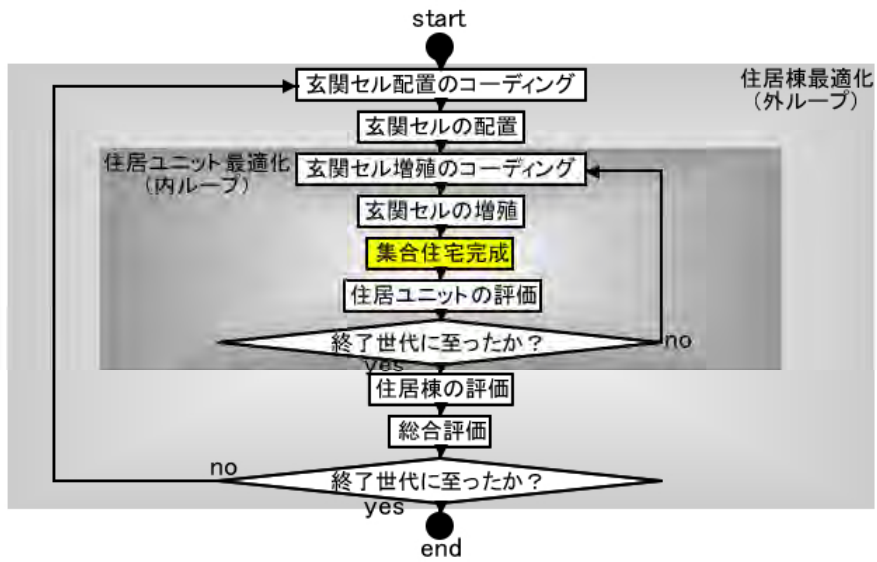 start
玄関セル配置のコーディング
住居棟最適化
（外ループ）
玄関セルの配置
住居ユニット最適化
（内ループ）
玄関セル増殖のコーディング
玄関セルの増殖
集合住宅完成
住居ユニットの評価
終了世代に至ったか？
no
yes
住居棟の評価
総合評価
no
終了世代に至ったか？
yes
end